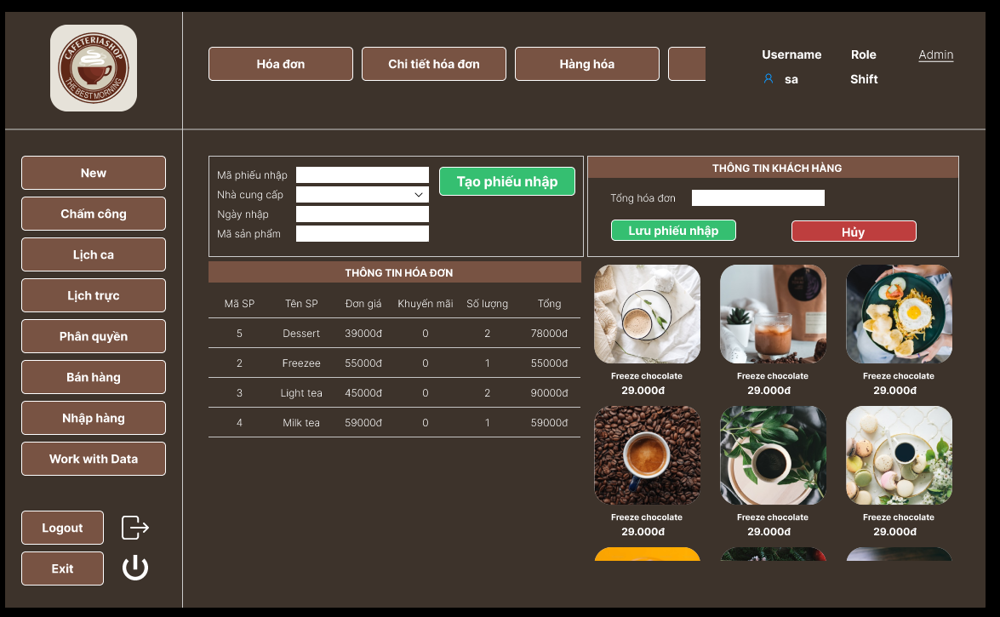 CAFETERIASHOP
THE BEST MORNING
Hóa đơn
Chi tiết hóa đơn
Hàng hóa
Username
Role
Admin
sa
Shift
New
Chấm công
Lịch ca
Lịch trực
Phân quyền
Bán hàng
Nhập hàng
Work with Data
Logout
Exit
Mã phiếu nhập
Tạo phiếu nhập
Nhà cung cấp
Ngày nhập
Mã sản phẩm
THÔNG TIN KHÁCH HÀNG
Tổng hóa đơn
Lưu phiếu nhập
Hủy
THÔNG TIN HÓA ĐƠN
Mã SP Tên SP Đơn giá Khuyến mãi Số lượng Tổng
5 Dessert 39000đ 0 2 78000đ
2 Freezee 55000đ 0 1 55000đ
3 Light tea 45000đ 0 2 90000đ
4 Milk tea 59000đ 0 1 59000đ
Freeze chocolate Freeze chocolate Freeze chocolate
29.000đ 29.000đ 29.000đ
Freeze chocolate Freeze chocolate Freeze chocolate
29.000đ 29.000đ 29.000đ